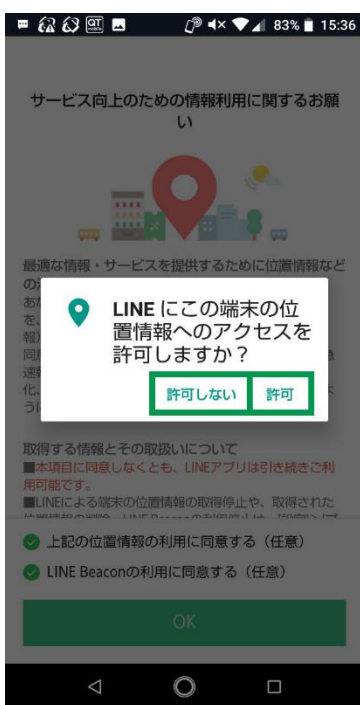 83% 15:36
サービス向上のための情報利用に関するお願
い
最適な情報・サービスを提供するために位置情報など
LINE にこの端末の位
置情報へのアクセスを
許可しますか？
許可しない 許可
取得する情報とその取扱いについて
■本項目に同意しなくとも、LINEアプリは引き続きご利
用可能です。
■LINEによる端末の位置情報の取得停止や、取得された
上記の位置情報の利用に同意する（任意）
LINE Beaconの利用に同意する（任意）
OK